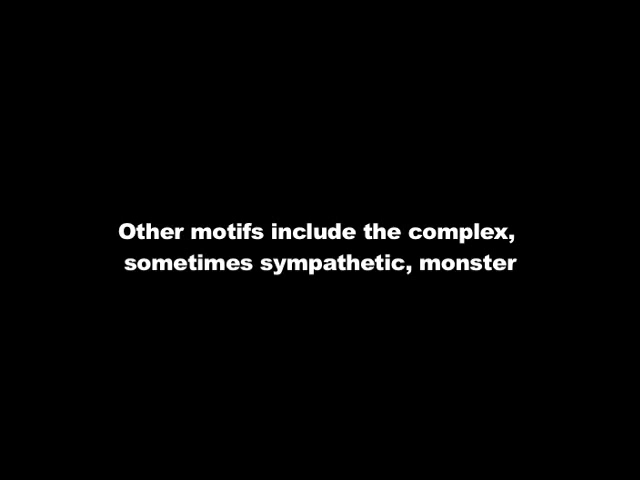 Other motifs include the complex,
sometimes sympathetic, monster